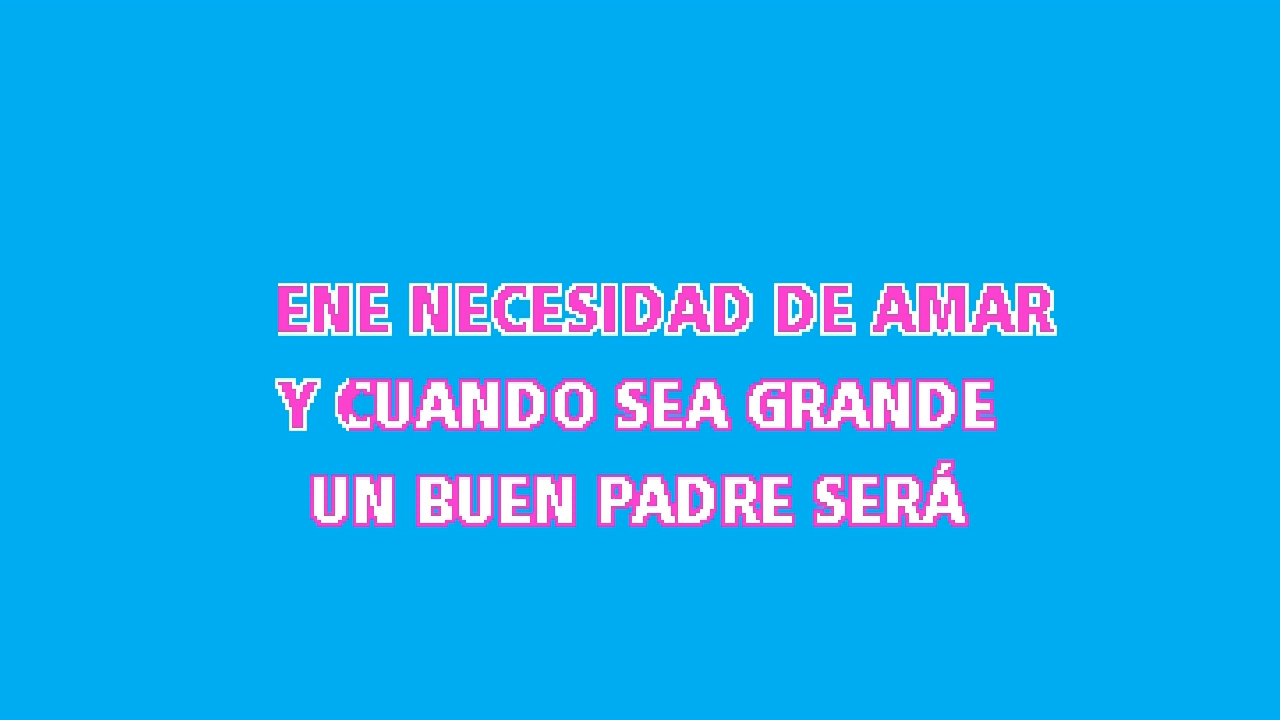 ENE NECESIDAD DE AMAR
Y CUANDO SEA GRANDE
UN BUEN PADRE SERÁ